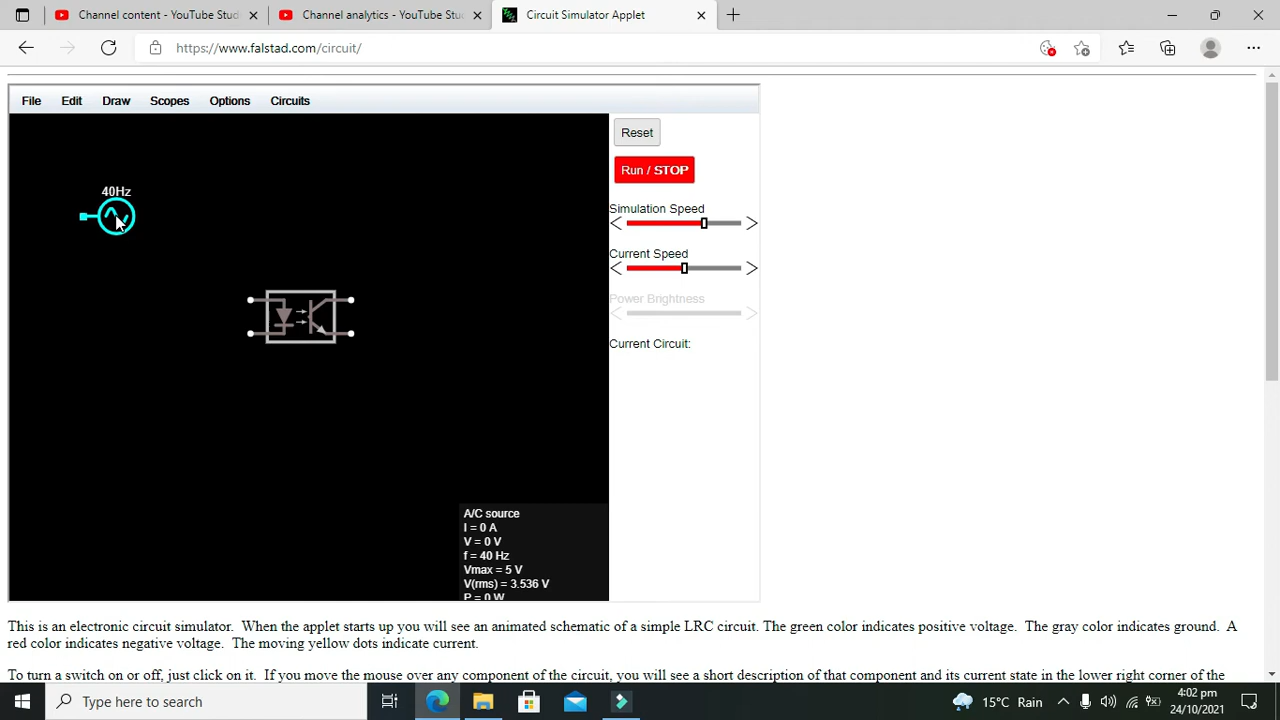 Channel content - YouTube Stud
Channel analytics - YouTube Stu
Circuit Simulator Applet
https://www.falstad.com/circuit/
File Edit Draw Scopes Options Circuits
Reset
Run / STOP
40Hz
Simulation Speed
Current Speed
Power Brightness
Current Circuit:
A/C source
I = 0 A
V = 0 V
f = 40 Hz
Vmax = 5 V
V(rms) = 3.536 V
P = 0 W
This is an electronic circuit simulator.  When the applet starts up you will see an animated schematic of a simple LRC circuit. The green color indicates positive voltage.  The gray color indicates ground.  A
red color indicates negative voltage.  The moving yellow dots indicate current.
To turn a switch on or off, just click on it.  If you move the mouse over any component of the circuit, you will see a short description of that component and its current state in the lower right corner of the
Type here to search
15°C Rain
4:02 pm
24/10/2021